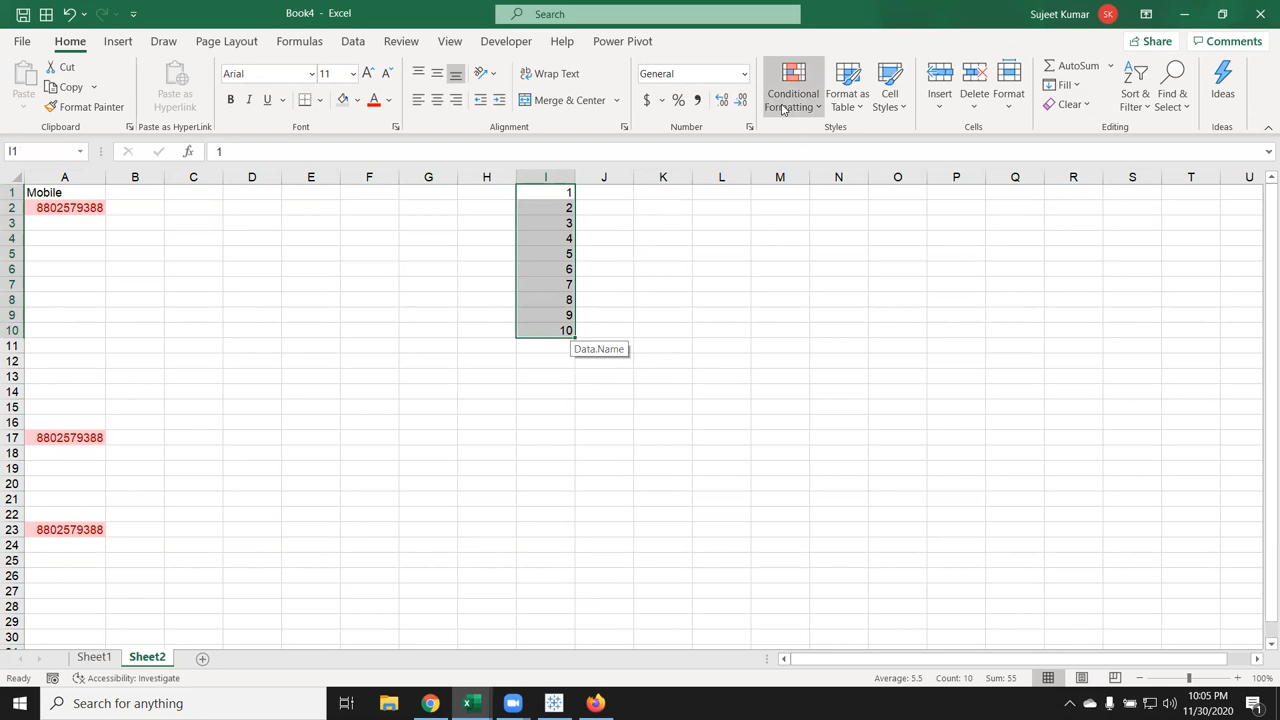 Book4 - Excel
Search
Sujeet Kumar
SK
File
Home
Insert
Draw
Page Layout
Formulas
Data
Review
View
Developer
Help
Power Pivot
Share
Comments
Paste
Cut
Copy
Format Painter
Clipboard
Paste as Hyperlink
Paste as Hyperlink
Arial
11
B I U
Font
Wrap Text
Merge & Center
Alignment
General
$ % ,
Number
Conditional Formatting
Format as Table
Cell Styles
Styles
Insert
Delete
Format
Cells
AutoSum
Fill
Clear
Sort & Filter
Find & Select
Editing
Ideas
Ideas
I1
fx
1
A B C D E F G H I J K L M N O P Q R S T U
1 Mobile 1
2 8802579388 2
3 3
4 4
5 5
6 6
7 7
8 8
9 9
10 10
11 Data.Name
12
13
14
15
16
17 8802579388
18
19
20
21
22
23 8802579388
24
25
26
27
28
29
30
Sheet1
Sheet2
Ready
Accessibility: Investigate
Average: 5.5
Count: 10
Sum: 55
100%
Search for anything
10:05 PM
11/30/2020